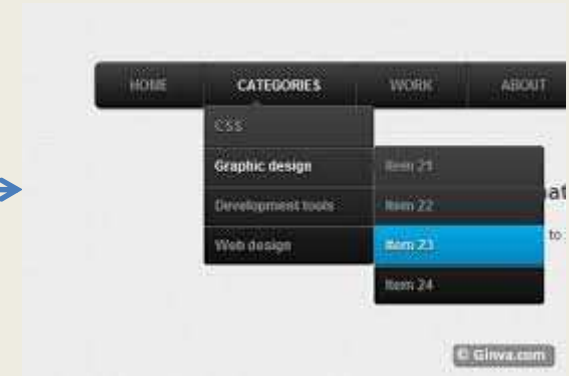 HOME CATEGORIES WORK ABOUT
CSS
Graphic design Item 21
at
Development tools Item 22
to
Web design Item 23
Item 24
© Ginva.com